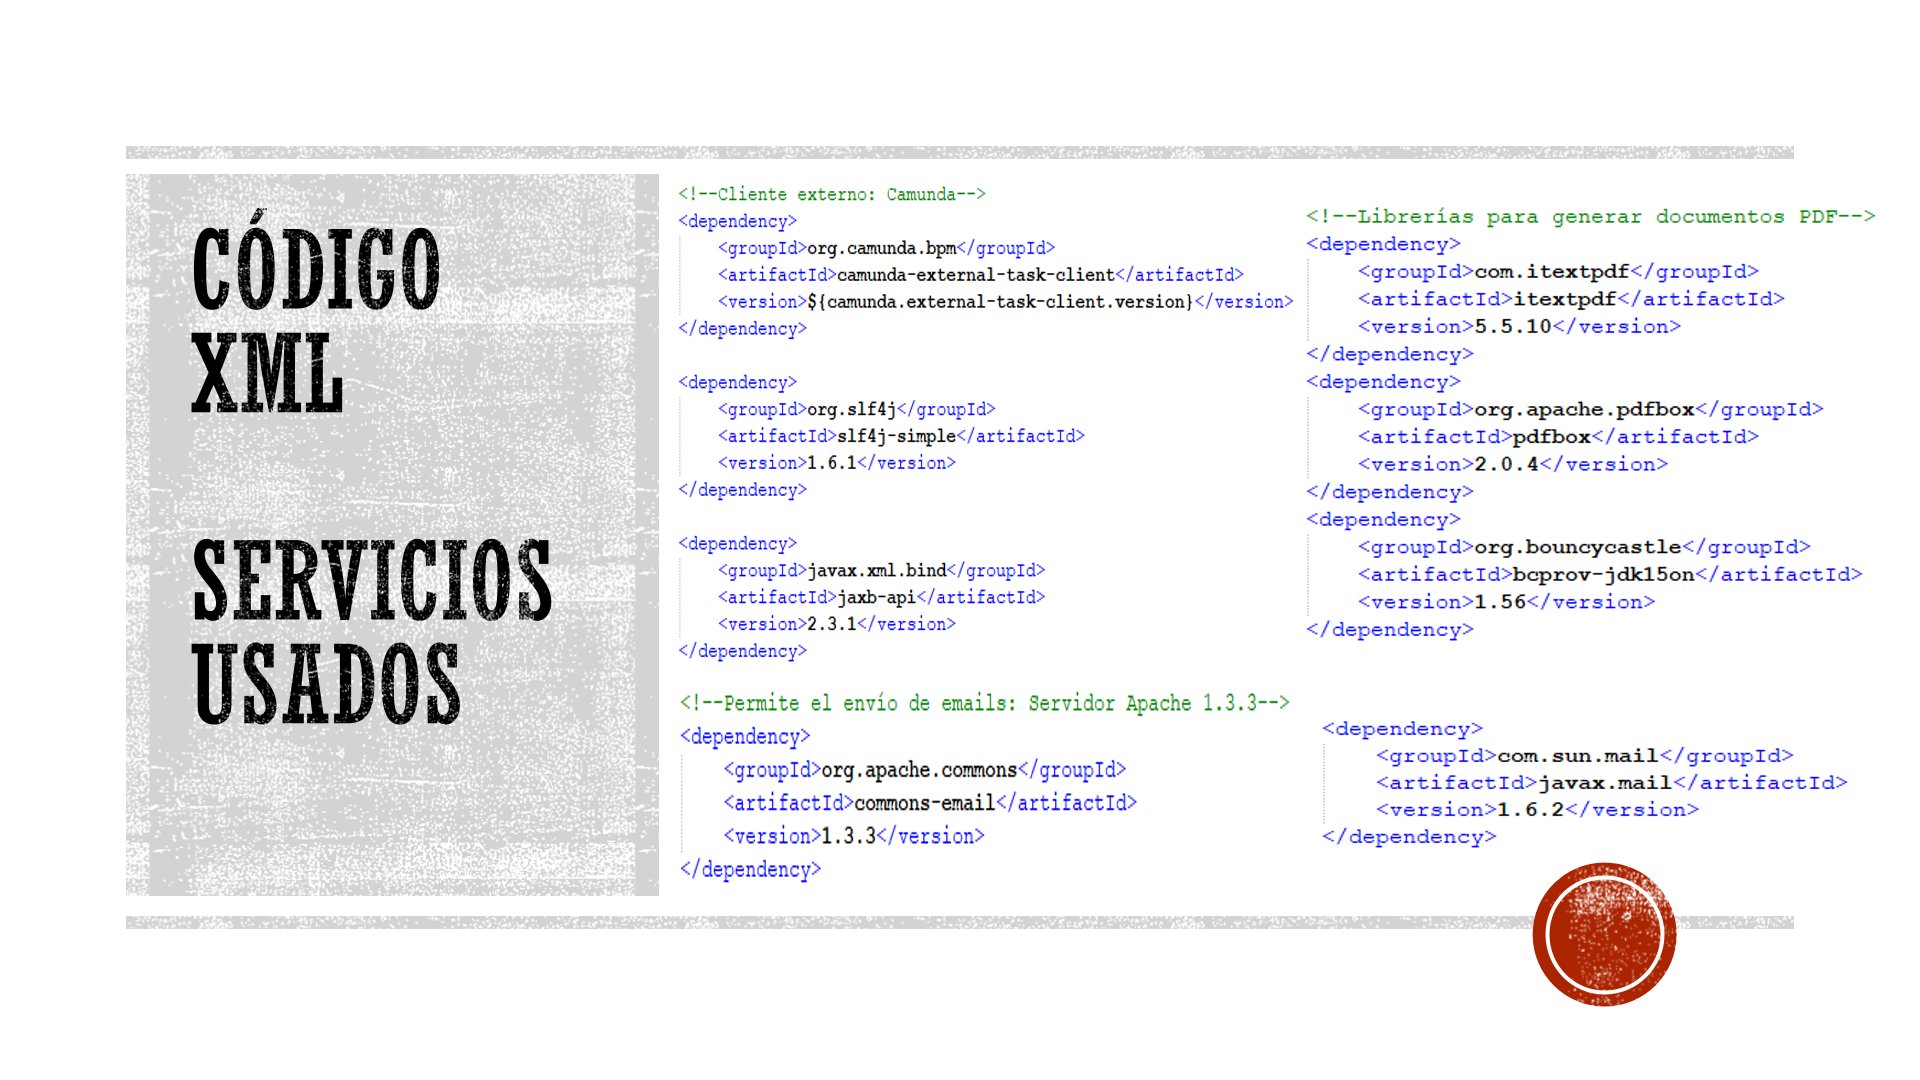 CÓDIGO
XML
SERVICIOS
USADOS
<!--Cliente externo: Camunda-->
<dependency>
<groupId>org.camunda.bpm</groupId>
<artifactId>camunda-external-task-client</artifactId>
<version>${camunda.external-task-client.version}</version>
</dependency>
<dependency>
<groupId>org.slf4j</groupId>
<artifactId>slf4j-simple</artifactId>
<version>1.6.1</version>
</dependency>
<dependency>
<groupId>javax.xml.bind</groupId>
<artifactId>jaxb-api</artifactId>
<version>2.3.1</version>
</dependency>
<!--Permite el envío de emails: Servidor Apache 1.3.3-->
<dependency>
<groupId>org.apache.commons</groupId>
<artifactId>commons-email</artifactId>
<version>1.3.3</version>
</dependency>
<!--Librerías para generar documentos PDF-->
<dependency>
<groupId>com.itextpdf</groupId>
<artifactId>itextpdf</artifactId>
<version>5.5.10</version>
</dependency>
<dependency>
<groupId>org.apache.pdfbox</groupId>
<artifactId>pdfbox</artifactId>
<version>2.0.4</version>
</dependency>
<dependency>
<groupId>org.bouncycastle</groupId>
<artifactId>bcprov-jdk15on</artifactId>
<version>1.56</version>
</dependency>
<dependency>
<groupId>com.sun.mail</groupId>
<artifactId>javax.mail</artifactId>
<version>1.6.2</version>
</dependency>